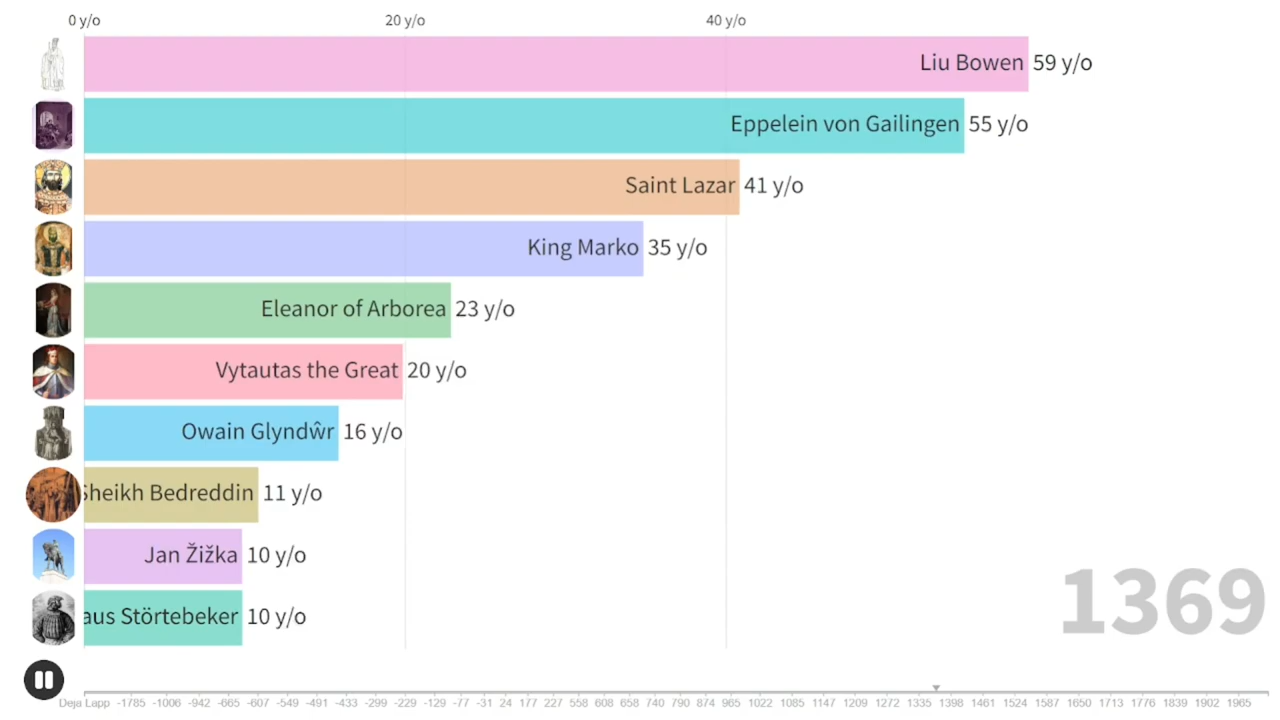 0 y/o 20 y/o 40 y/o
Liu Bowen 59 y/o
Eppelein von Gailingen 55 y/o
Saint Lazar 41 y/o
King Marko 35 y/o
Eleanor of Arborea 23 y/o
Vytautas the Great 20 y/o
Owain Glyndŵr 16 y/o
Sheikh Bedreddin 11 y/o
Jan Žižka 10 y/o
aus Störtebeker 10 y/o
1369
Deja Lapp -1785 -1006 -942 -665 -607 -549 -491 -433 -299 -229 -129 -77 -31 24 177 227 558 608 658 740 790 874 965 1022 1085 1147 1209 1272 1335 1398 1461 1524 1587 1650 1713 1776 1839 1902 1965